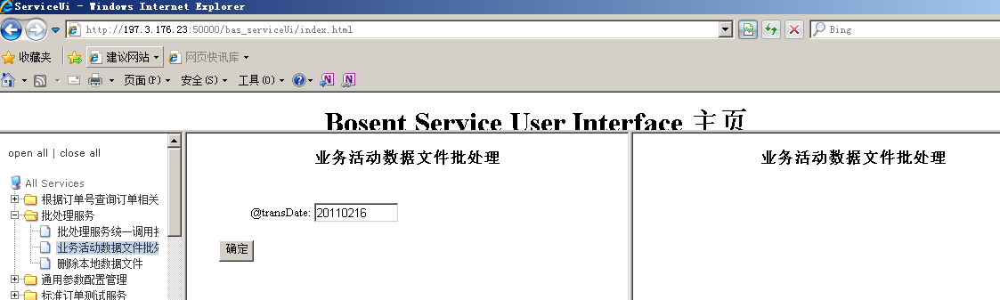 ServiceUi - Windows Internet Explorer
http://197.3.176.23:50000/bas_serviceUi/index.html
Bing
收藏夹
建议网站
网页快讯库
页面(P)
安全(S)
工具(O)
Bosent Service User Interface 主页
open all | close all
All Services
根据订单号查询订单相关
批处理服务
批处理服务统一调用接
业务活动数据文件批处
删除本地数据文件
通用参数配置管理
标准订单测试服务
业务活动数据文件批处理
@transDate: 20110216
确定
业务活动数据文件批处理